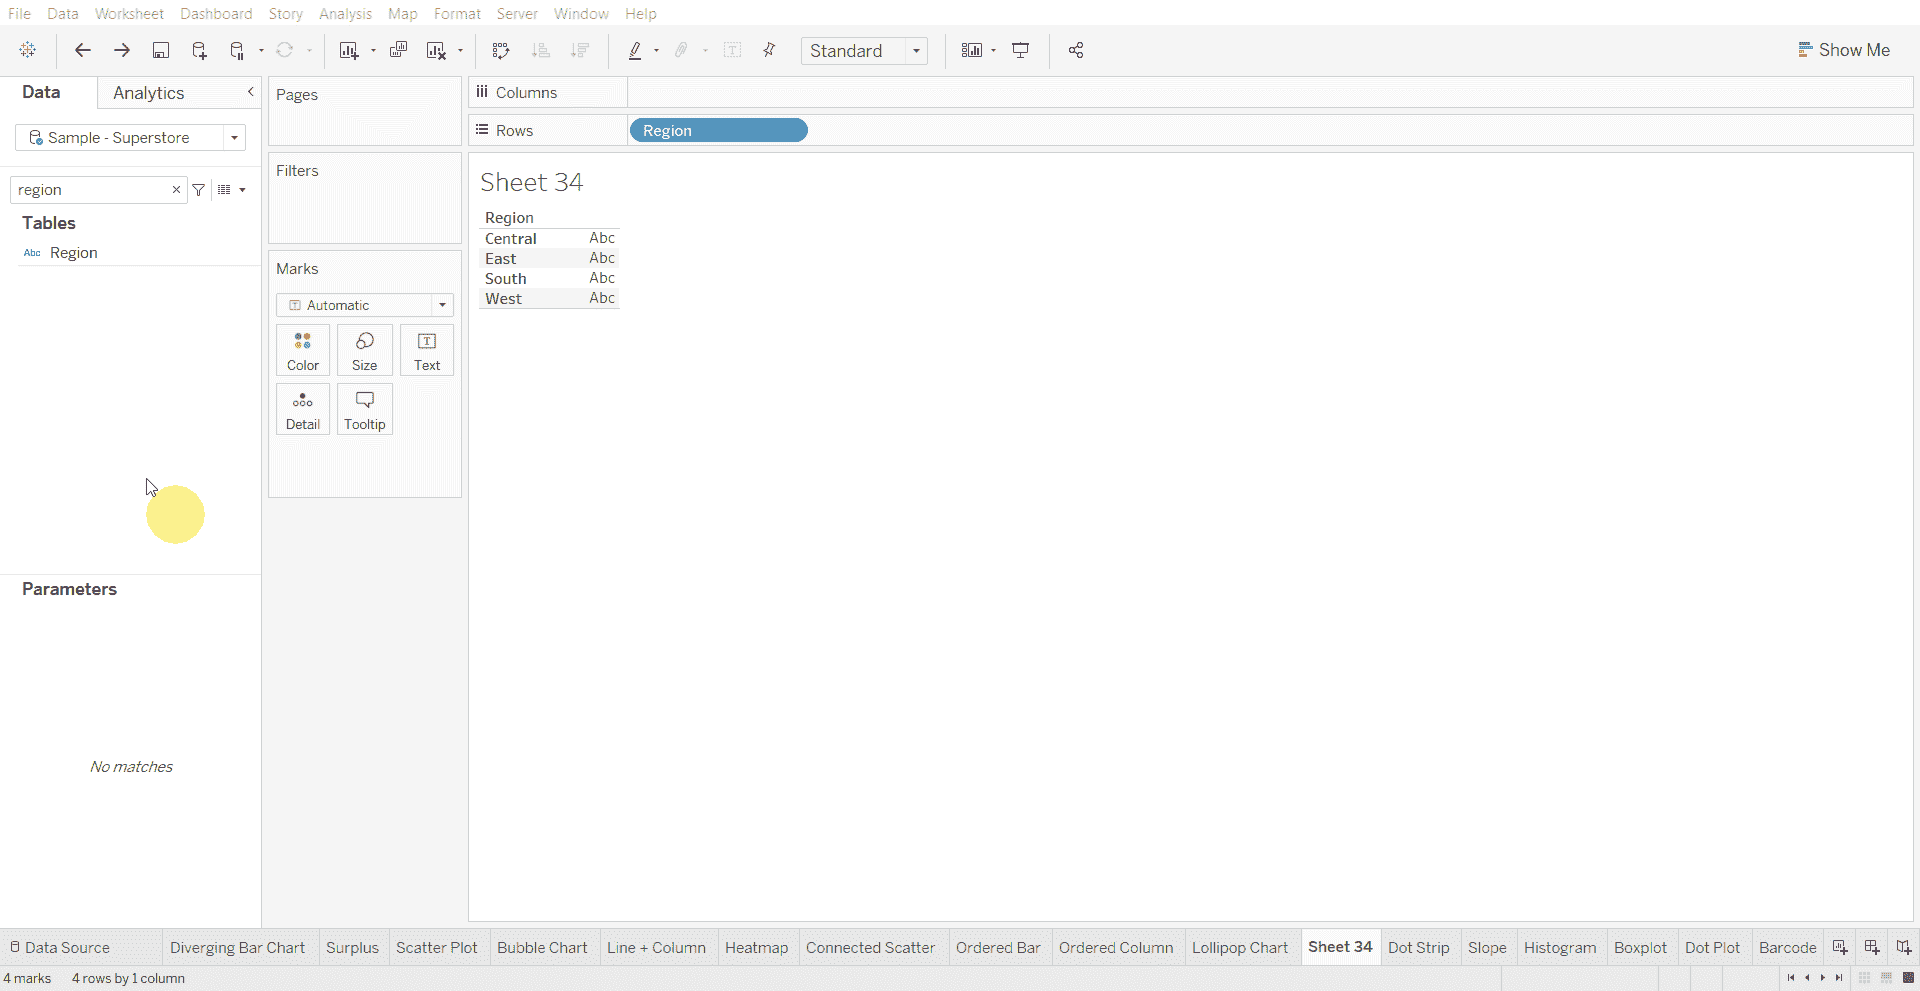 File Data Worksheet Dashboard Story Analysis Map Format Server Window Help
Standard
Show Me
Data Analytics
Sample - Superstore
region
Tables
Abc Region
Parameters
No matches
Pages
Filters
Marks
Automatic
Color Size Text
Detail Tooltip
Columns
Rows Region
Sheet 34
Region
Central Abc
East Abc
South Abc
West Abc
Data Source Diverging Bar Chart Surplus Scatter Plot Bubble Chart Line + Column Heatmap Connected Scatter Ordered Bar Ordered Column Lollipop Chart Sheet 34 Dot Strip Slope Histogram Boxplot Dot Plot Barcode
4 marks 4 rows by 1 column